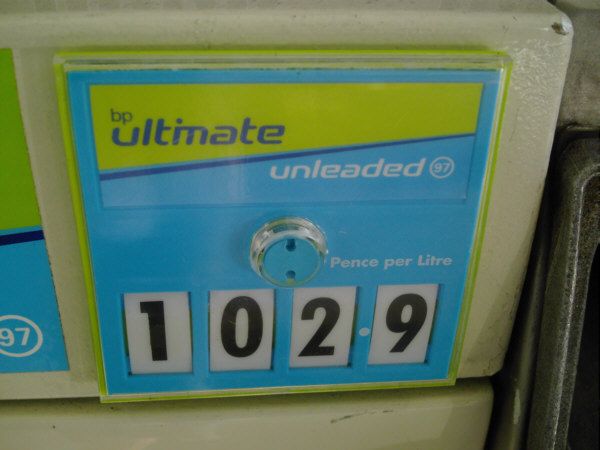 bp
ultimate
unleaded 97
Pence per Litre
102.9
97